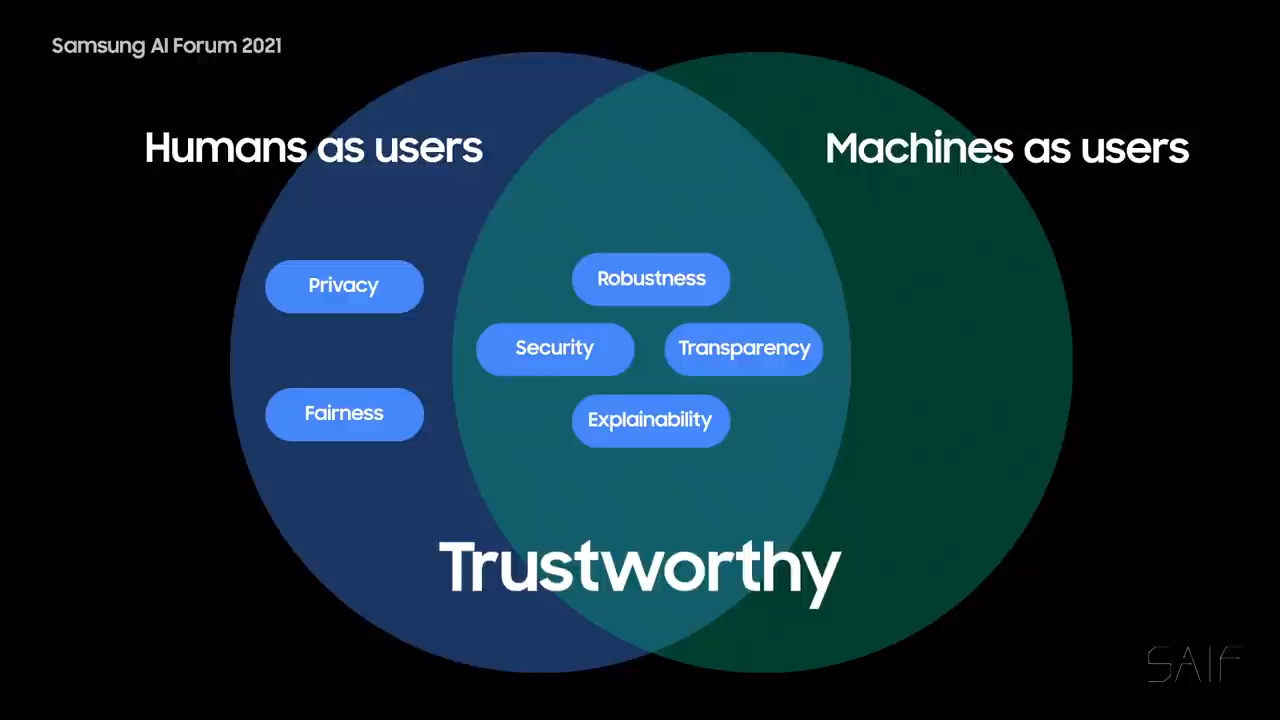 Samsung AI Forum 2021
Humans as users
Machines as users
Privacy
Robustness
Security
Transparency
Fairness
Explainability
Trustworthy
SAIF